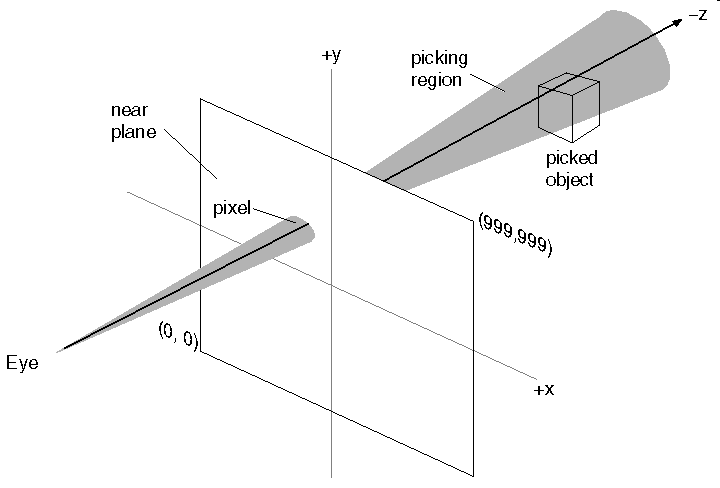 –z
+y
picking
region
near
plane
picked
object
pixel
(999,999)
(0, 0)
Eye
+x